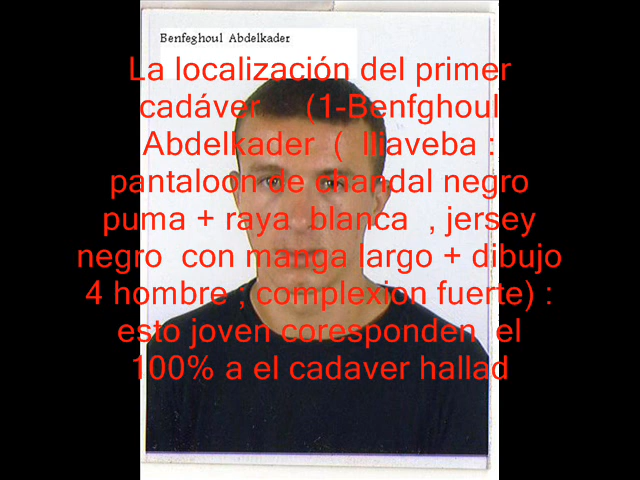 Benfeghoul Abdelkader
La localización del primer
cadáver (1-Benfghoul
Abdelkader ( lliaveba :
pantaloon de chandal negro
puma + raya blanca , jersey
negro con manga largo + dibujo
4 hombre ; complexion fuerte) :
esto joven coresponden el
100% a el cadaver hallad